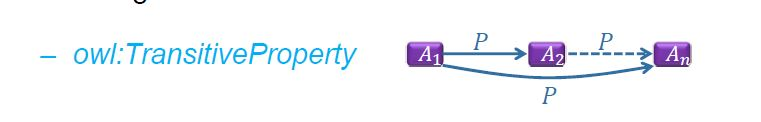 – owl:TransitiveProperty
A1 P A2 P An
P